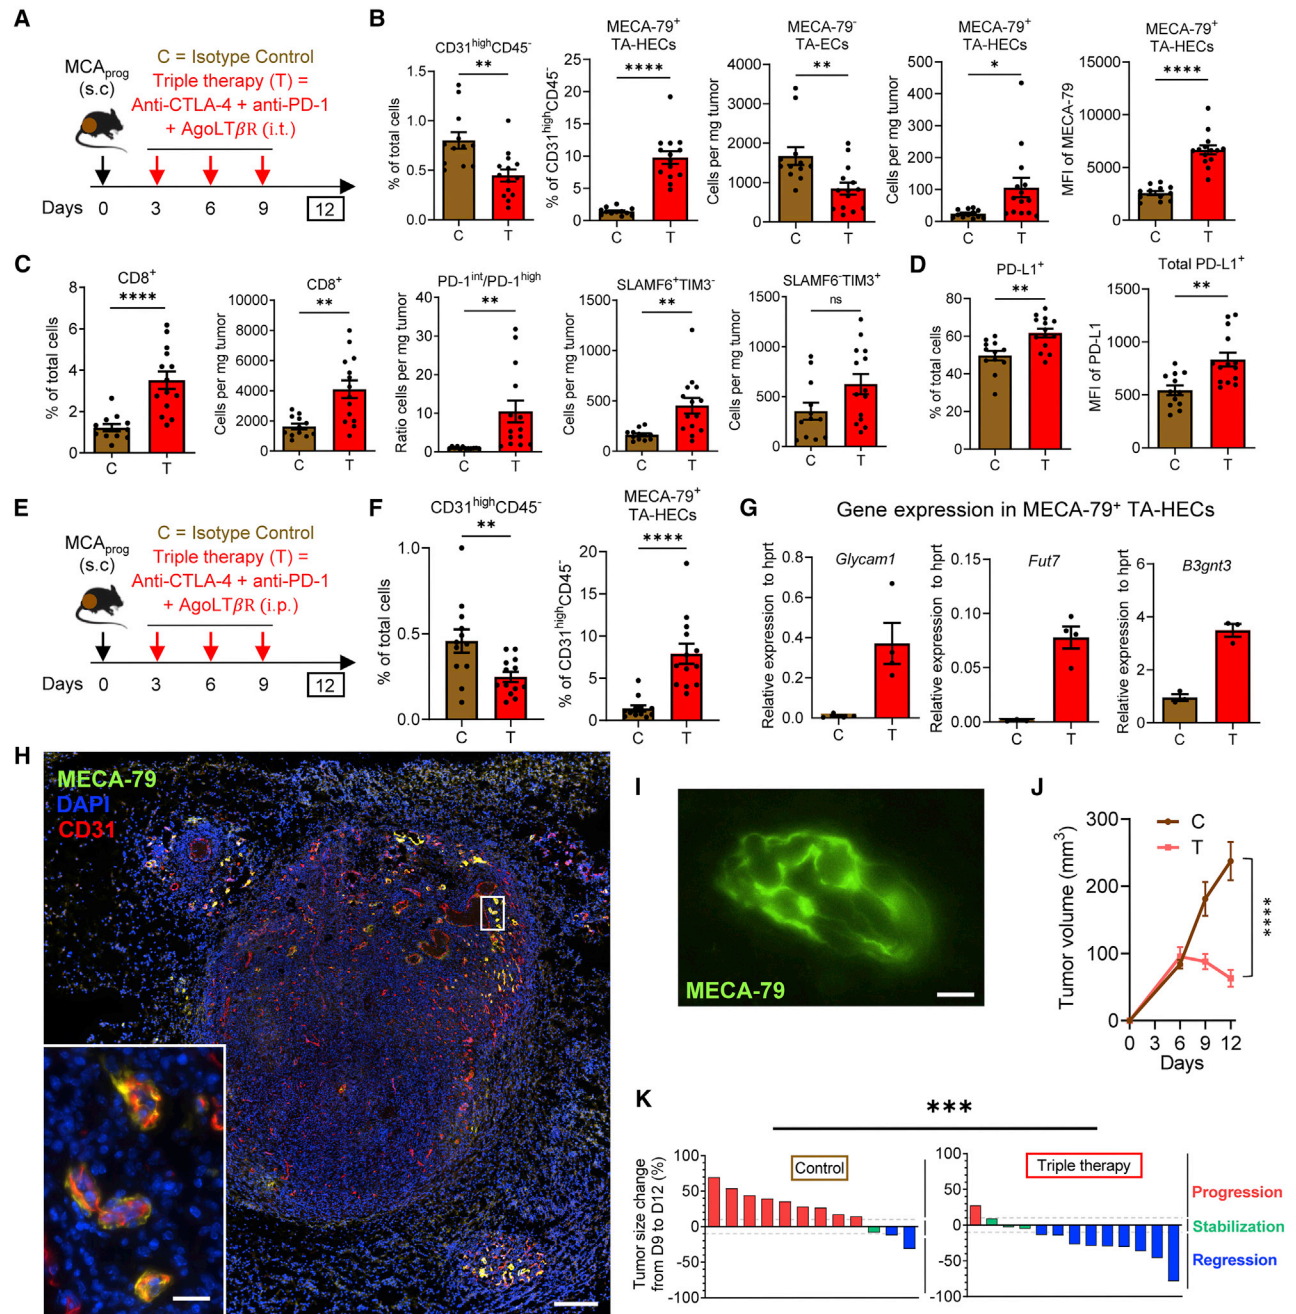 A
C = Isotype Control
MCAprog
(s.c)
Triple therapy (T) =
Anti-CTLA-4 + anti-PD-1
+ AgoLTβR (i.t.)
Days 0 3 6 9 12
B
CD31highCD45-
**
% of total cells
1.5
1.0
0.5
0.0
C T
MECA-79+
TA-HECs
****
% of CD31highCD45-
25
20
15
10
5
0
C T
MECA-79-
TA-ECs
**
Cells per mg tumor
4000
3000
2000
1000
0
C T
MECA-79+
TA-HECs
*
Cells per mg tumor
500
400
300
200
100
0
C T
MECA-79+
TA-HECs
****
MFI of MECA-79
15000
10000
5000
0
C T
C
CD8+
****
% of total cells
8
6
4
2
0
C T
CD8+
**
Cells per mg tumor
10000
8000
6000
4000
2000
0
C T
PD-1int/PD-1high
**
Ratio cells per mg tumor
40
30
20
10
0
C T
SLAMF6+TIM3-
**
Cells per mg tumor
1500
1000
500
0
C T
SLAMF6-TIM3+
ns
Cells per mg tumor
1500
1000
500
0
C T
D
PD-L1+
**
% of total cells
80
60
40
20
0
C T
Total PD-L1+
**
MFI of PD-L1
1500
1000
500
0
C T
E
C = Isotype Control
MCAprog
(s.c)
Triple therapy (T) =
Anti-CTLA-4 + anti-PD-1
+ AgoLTβR (i.p.)
Days 0 3 6 9 12
F
CD31highCD45-
**
% of total cells
1.0
0.5
0.0
C T
MECA-79+
TA-HECs
****
% of CD31highCD45-
20
15
10
5
0
C T
G
Gene expression in MECA-79+ TA-HECs
Glycam1
Relative expression to hprt
0.8
0.6
0.4
0.2
0.0
C T
Fut7
Relative expression to hprt
0.15
0.10
0.05
0.00
C T
B3gnt3
Relative expression to hprt
6
4
2
0
C T
H
MECA-79
DAPI
CD31
I
MECA-79
J
C
T
Tumor volume (mm3)
300
200
100
0
0 3 6 9 12
Days
****
K
***
Tumor size change
from D9 to D12 (%)
100
50
0
-50
-100
Control
100
50
0
-50
-100
Triple therapy
Progression
Stabilization
Regression